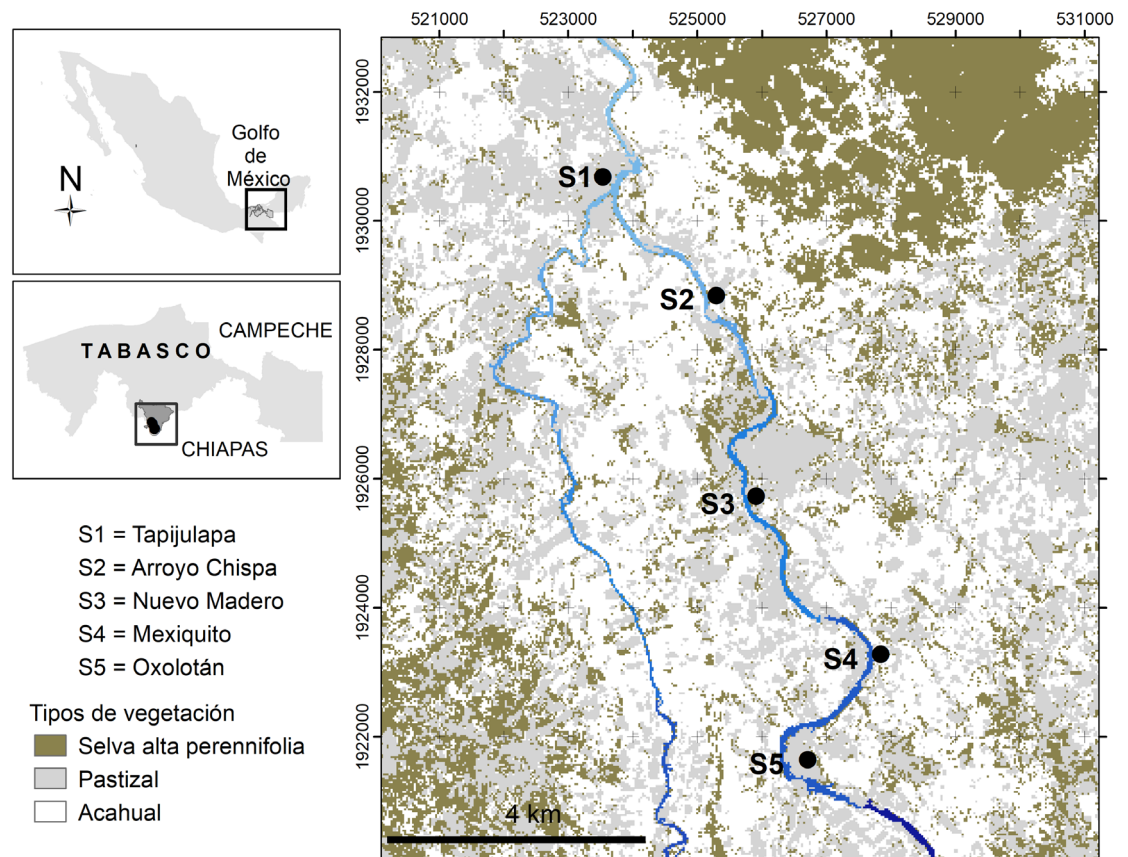 Golfo
de
México
N
TABASCO
CAMPECHE
CHIAPAS
S1 = Tapijulapa
S2 = Arroyo Chispa
S3 = Nuevo Madero
S4 = Mexiquito
S5 = Oxolotán
Tipos de vegetación
Selva alta perennifolia
Pastizal
Acahual
521000 523000 525000 527000 529000 531000
1932000
1930000
1928000
1926000
1924000
1922000
S1
S2
S3
S4
S5
4 km